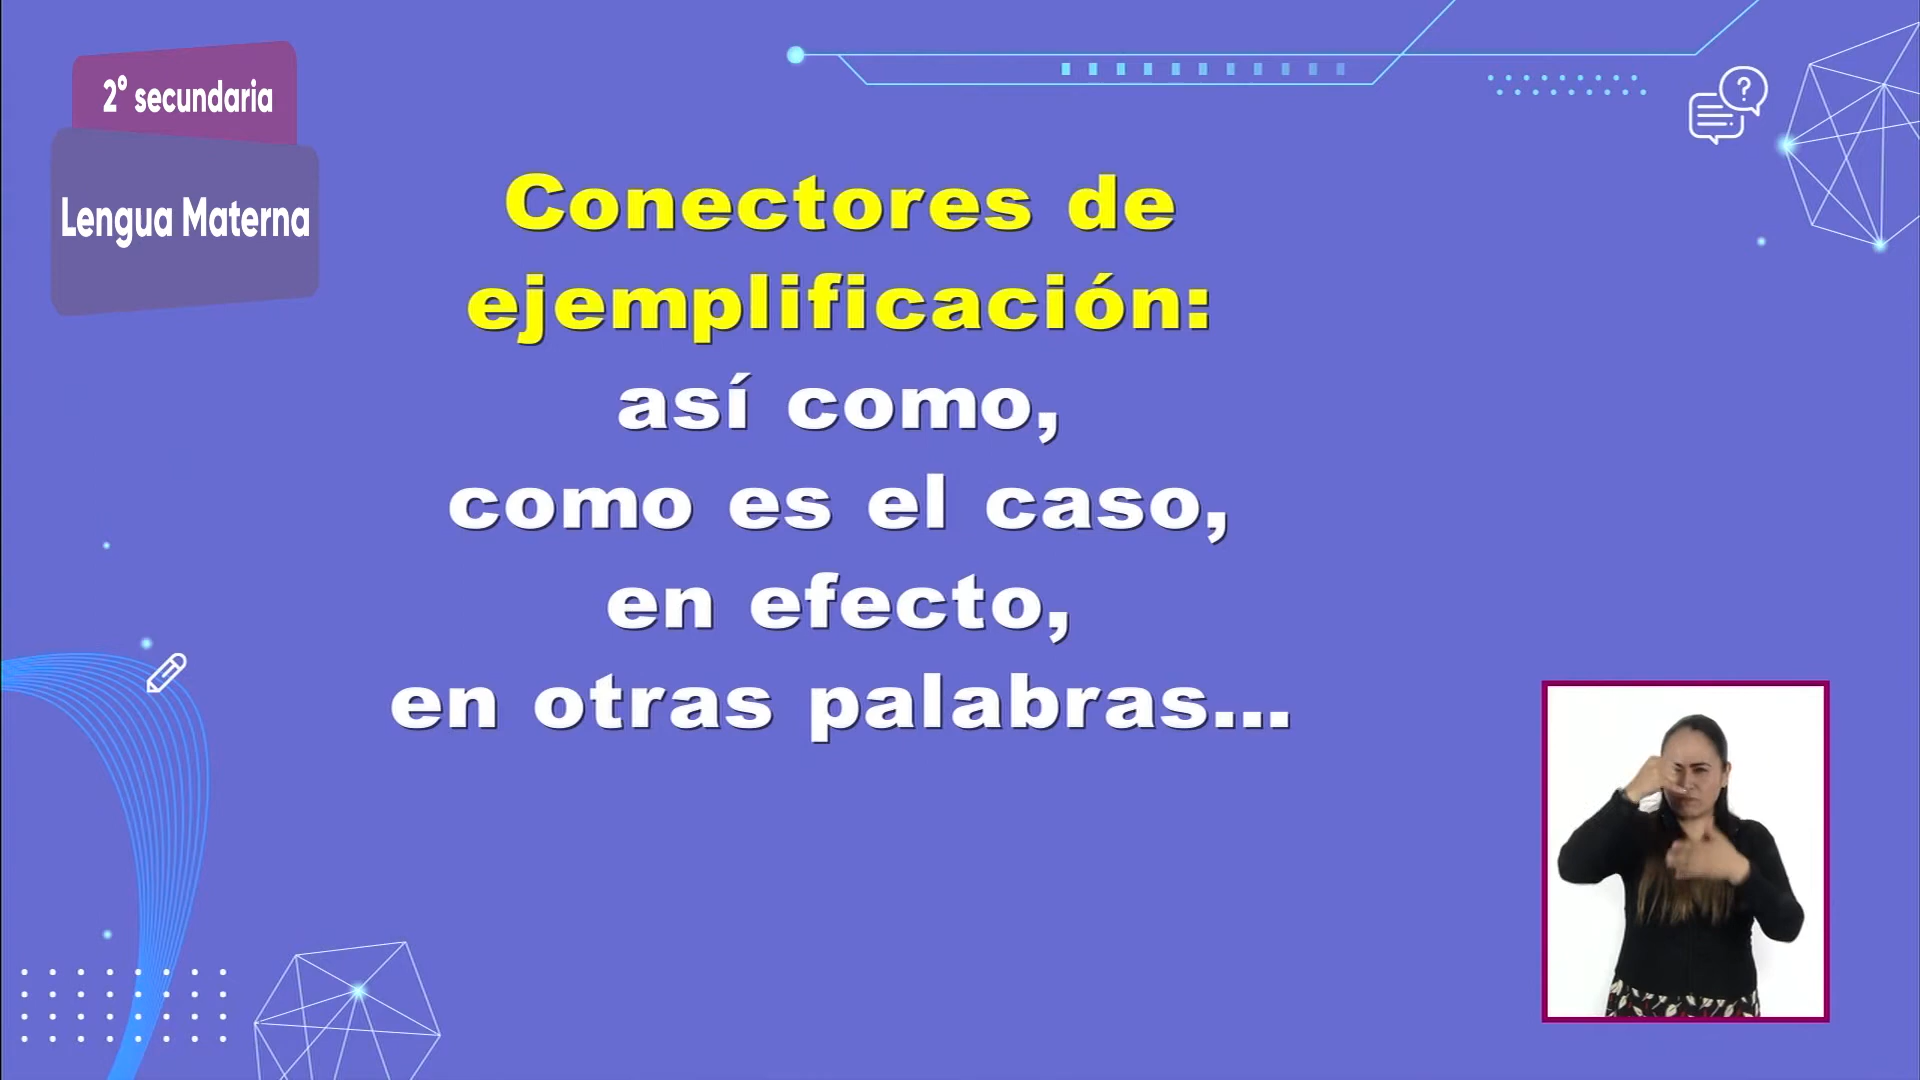 2° secundaria
Lengua Materna
Conectores de
ejemplificación:
así como,
como es el caso,
en efecto,
en otras palabras...